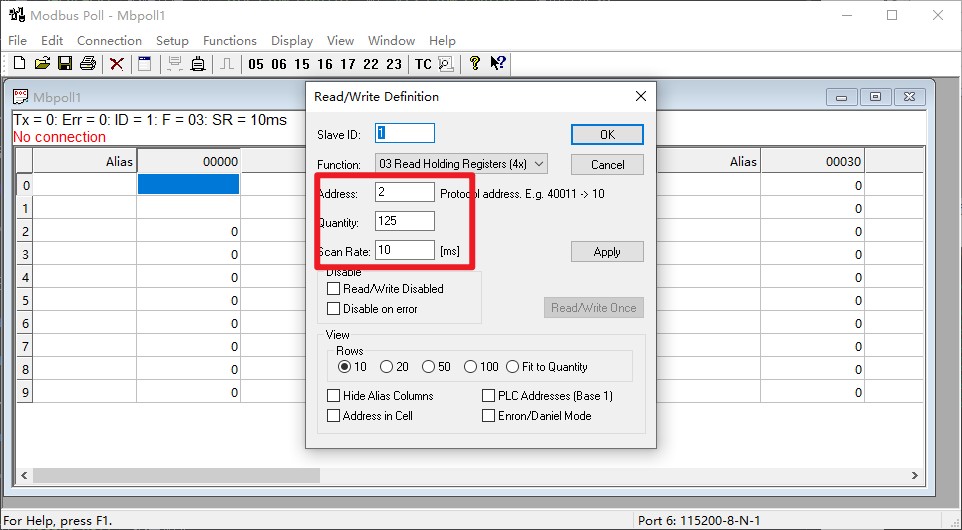 Modbus Poll - Mbpoll1
File Edit Connection Setup Functions Display View Window Help
05 06 15 16 17 22 23 TC
Mbpoll1
Tx = 0: Err = 0: ID = 1: F = 03: SR = 10ms
No connection
Alias 00000 Alias 00030
0 0
1 0
2 0 0
3 0 0
4 0 0
5 0 0
6 0 0
7 0 0
8 0 0
9 0 0
Read/Write Definition
Slave ID: 1 OK
Function: 03 Read Holding Registers (4x) Cancel
Address: 2 Protocol address. E.g. 40011 -> 10
Quantity: 125
Scan Rate: 10 [ms] Apply
Disable
Read/Write Disabled
Disable on error Read/Write Once
View
Rows
10 20 50 100 Fit to Quantity
Hide Alias Columns PLC Addresses (Base 1)
Address in Cell Enron/Daniel Mode
For Help, press F1. Port 6: 115200-8-N-1